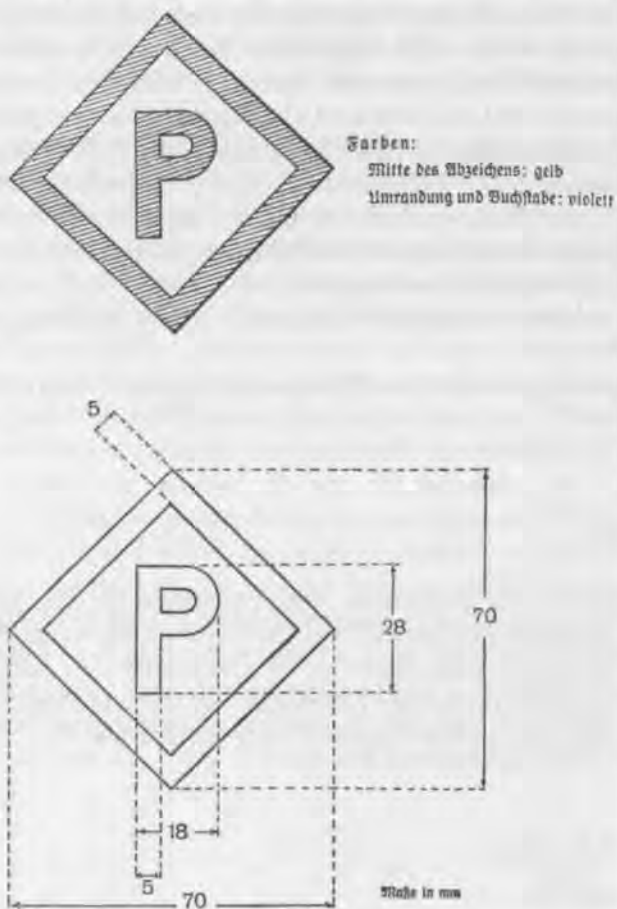 P
Farben:
Mitte des Abzeichens: gelb
Umrandung und Buchstabe: violett
5
P
28
70
18
5
70
Maße in mm